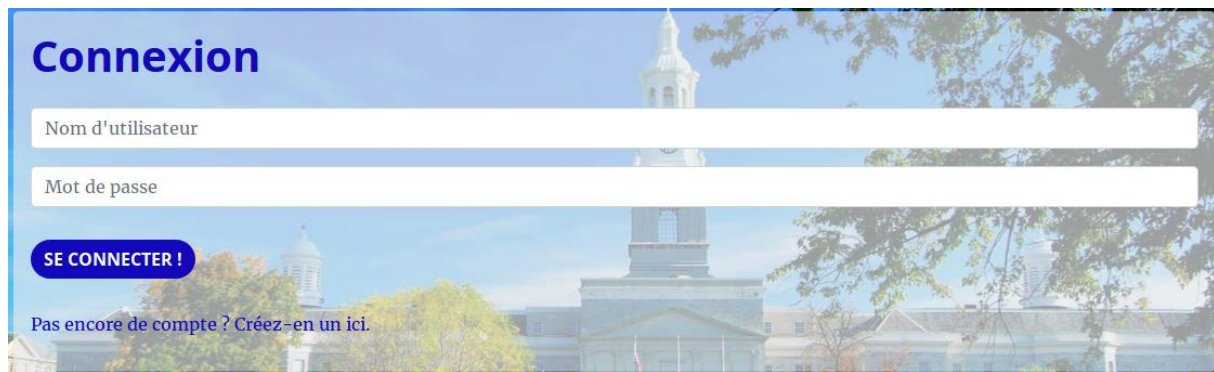 Connexion
Nom d'utilisateur
Mot de passe
SE CONNECTER !
Pas encore de compte ? Créez-en un ici.